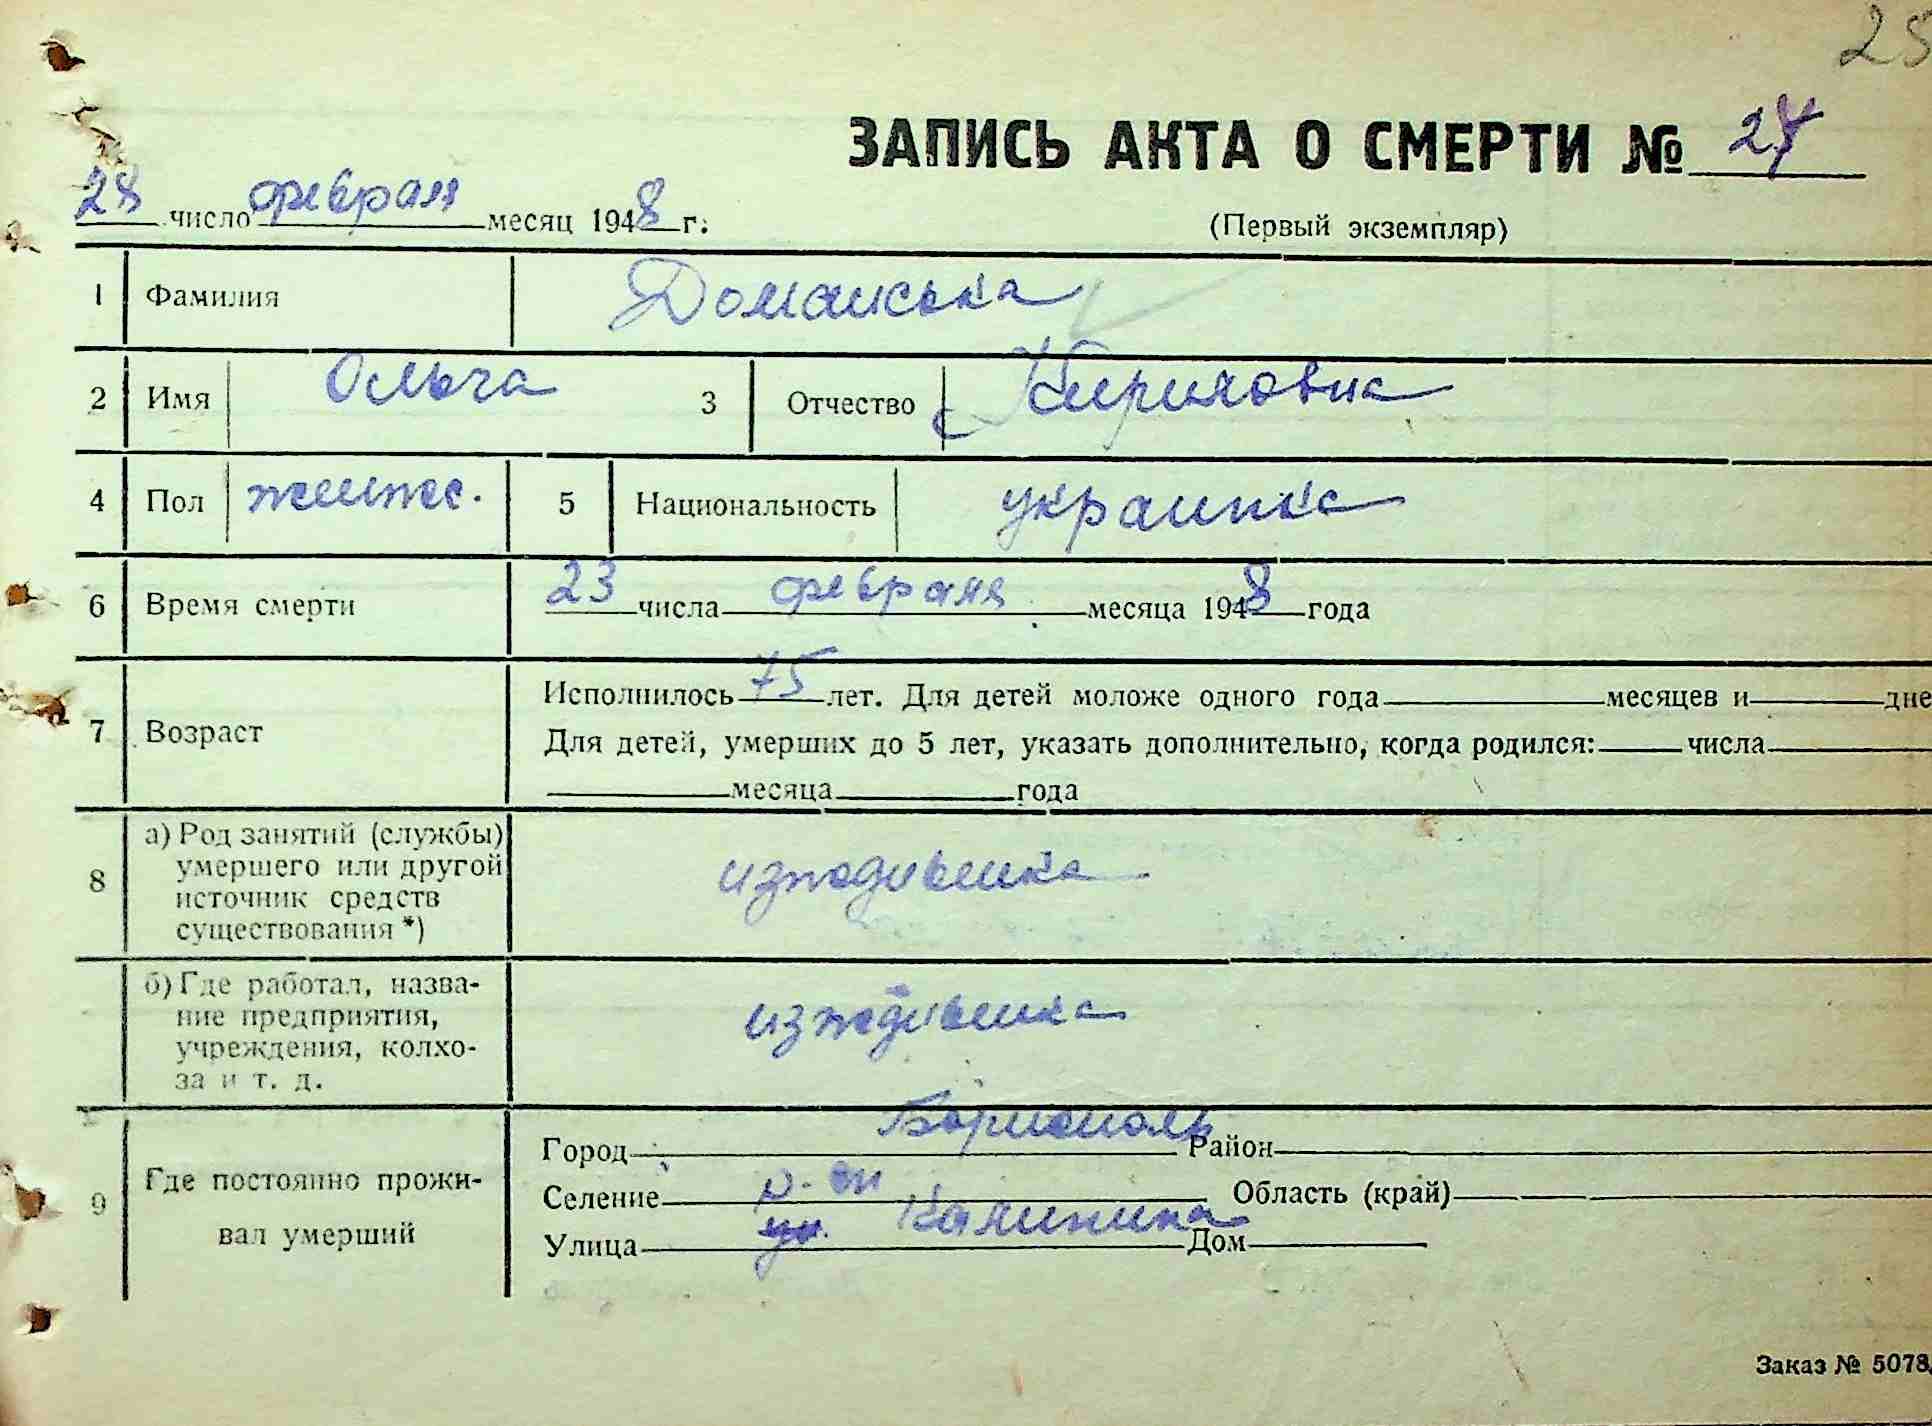 25
ЗАПИСЬ АКТА О СМЕРТИ № 24
28 число февраля месяц 1948 г.
(Первый экземпляр)
1 Фамилия Доманська
2 Имя Ольга 3 Отчество Кириловна
4 Пол женск. 5 Национальность украинка
6 Время смерти 23 числа февраля месяца 1948 года
7 Возраст Исполнилось 75 лет. Для детей моложе одного года месяцев и дне
Для детей, умерших до 5 лет, указать дополнительно, когда родился: числа
месяца года
8 а) Род занятий (службы)
умершего или другой
источник средств
существования *)
изждивенка
б) Где работал, назва-
ние предприятия,
учреждения, колхо-
за и т. д.
изждивенка
9 Где постоянно прожи-
вал умерший
Город Борисполь Район
Селение Область (край)
Улица ул. Калинина Дом
Заказ № 5078